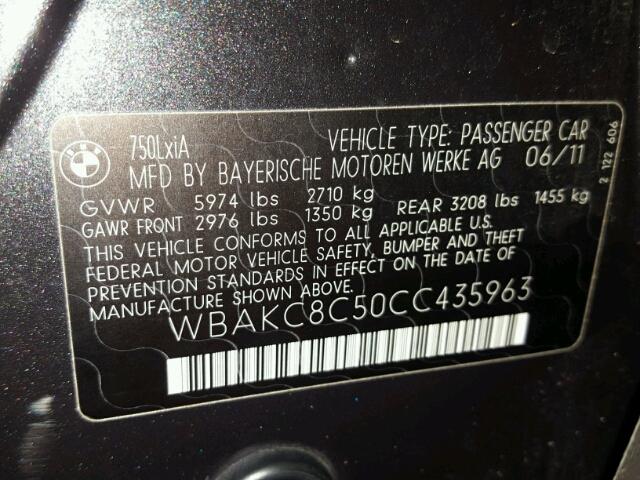 BMW
750LxiA VEHICLE TYPE: PASSENGER CAR
MFD BY BAYERISCHE MOTOREN WERKE AG 06/11
GVWR 5974 lbs 2710 kg
GAWR FRONT 2976 lbs 1350 kg REAR 3208 lbs 1455 kg
THIS VEHICLE CONFORMS TO ALL APPLICABLE U.S.
FEDERAL MOTOR VEHICLE SAFETY, BUMPER AND THEFT
PREVENTION STANDARDS IN EFFECT ON THE DATE OF
MANUFACTURE SHOWN ABOVE.
WBAKC8C50CC435963
2 122 606